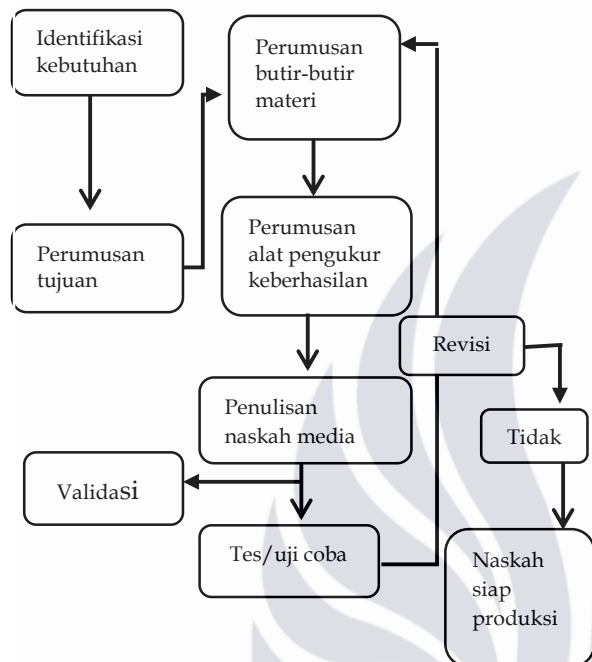 Identifikasi
kebutuhan
Perumusan
tujuan
Perumusan
butir-butir
materi
Perumusan
alat pengukur
keberhasilan
Penulisan
naskah media
Validasi
Tes/uji coba
Revisi
Tidak
Naskah
siap
produksi